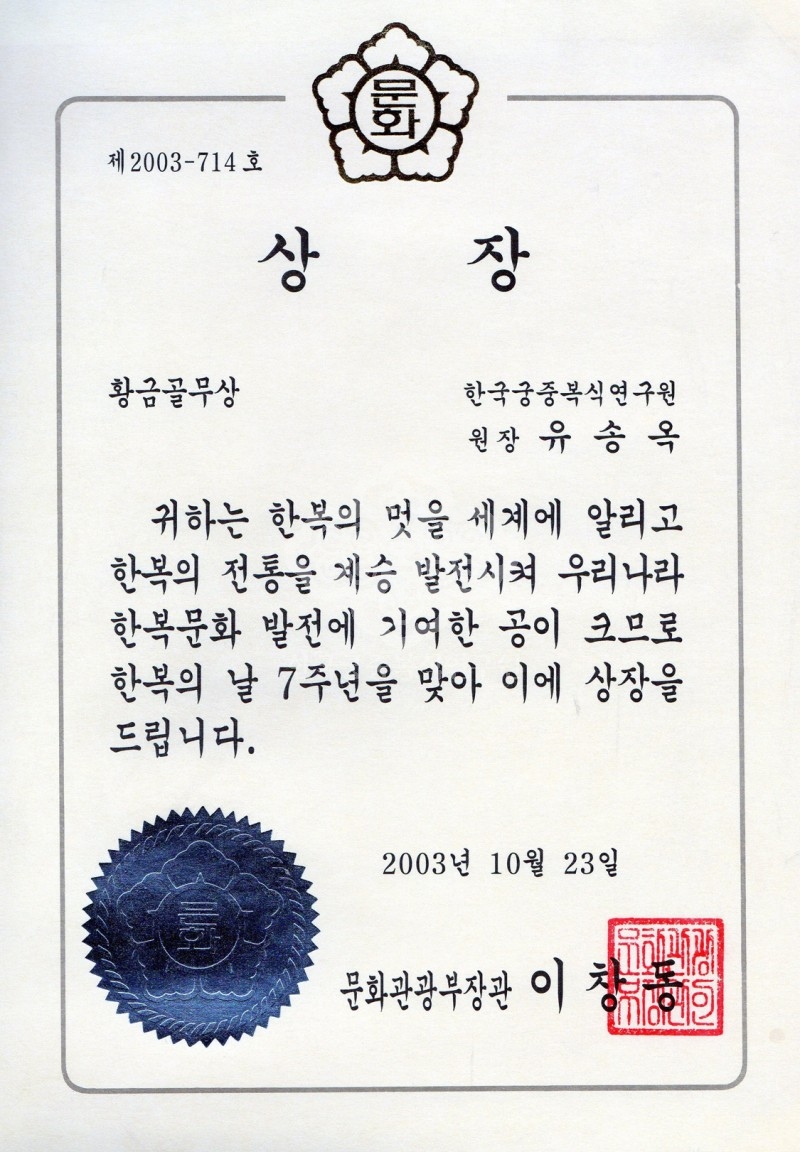 문화
제2003-714호
상 장
황금골무상
한국궁중복식연구원
원장 유 송 옥
귀하는 한복의 멋을 세계에 알리고
한복의 전통을 계승 발전시켜 우리나라
한복문화 발전에 기여한 공이 크므로
한복의 날 7주년을 맞아 이에 상장을
드립니다.
2003년 10월 23일
문화
문화관광부장관 이 창 동